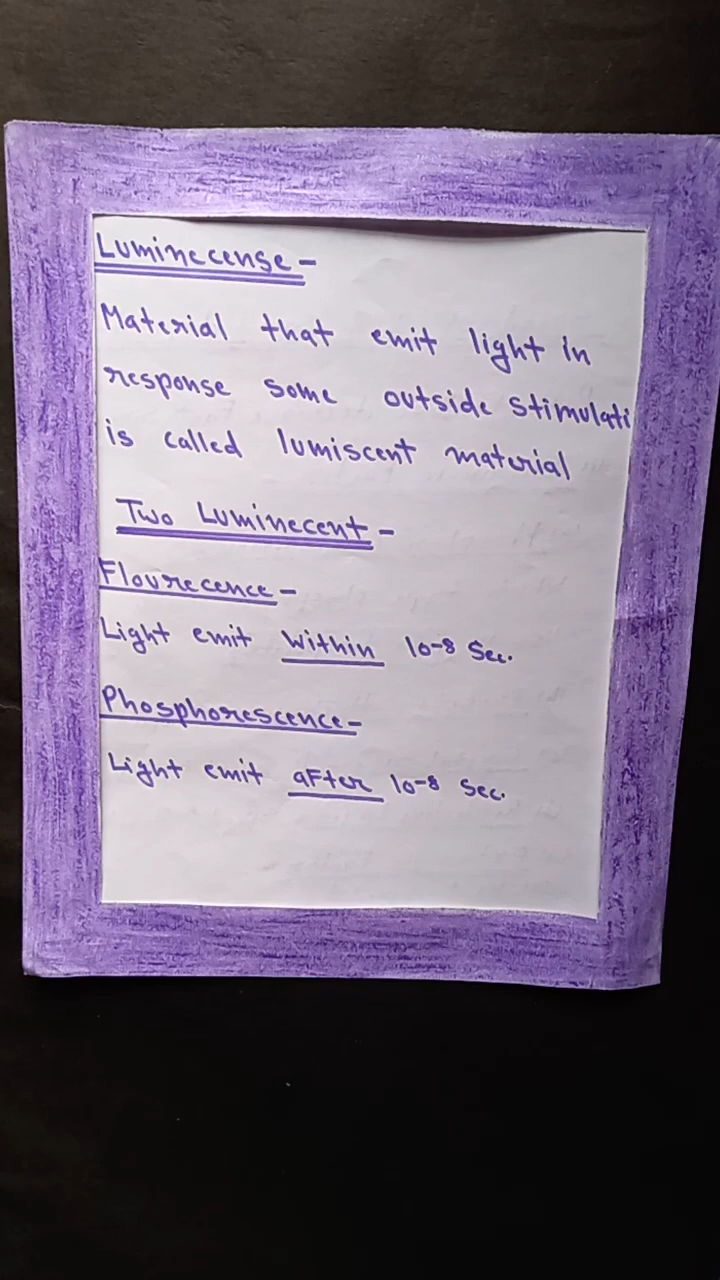 Luminecense-
Material that emit light in
response some outside stimulati
is called lumiscent material
Two Luminecent-
Flourecence-
Light emit within 10-8 Sec.
Phosphorescence-
Light emit after 10-8 Sec.